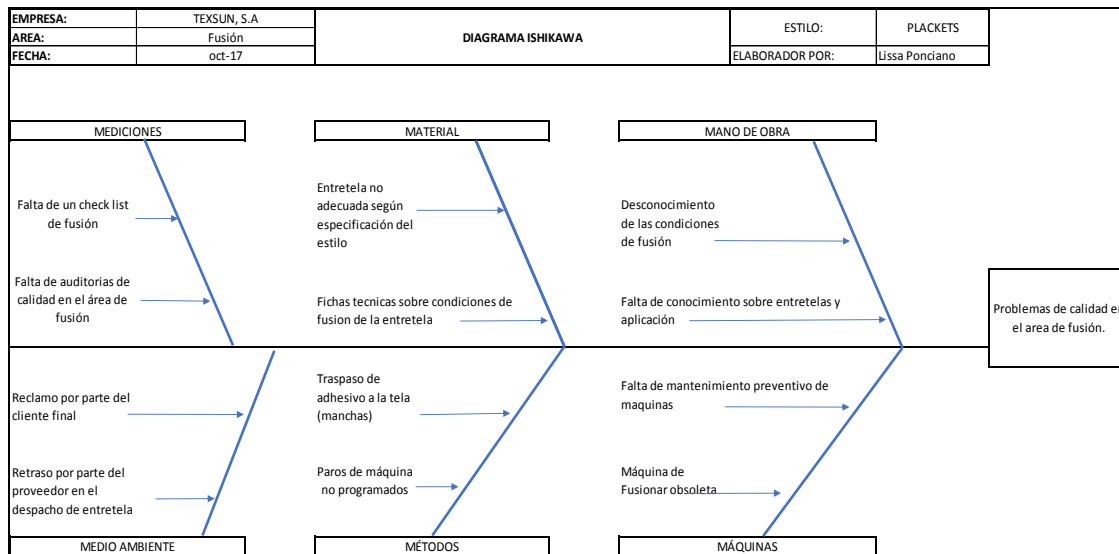 EMPRESA: TEXSUN, S.A
AREA: Fusión
FECHA: oct-17
DIAGRAMA ISHIKAWA
ESTILO: PLACKETS
ELABORADOR POR: Lissa Ponciano
MEDICIONES
MATERIAL
MANO DE OBRA
Falta de un check list
de fusión
Falta de auditorias de
calidad en el área de
fusión
Entretela no
adecuada según
especificación del
estilo
Fichas tecnicas sobre condiciones de
fusion de la entretela
Desconocimiento
de las condiciones
de fusión
Falta de conocimiento sobre entretelas y
aplicación
Problemas de calidad en
el area de fusión.
Reclamo por parte del
cliente final
Retraso por parte del
proveedor en el
despacho de entretela
Traspaso de
adhesivo a la tela
(manchas)
Paros de máquina
no programados
Falta de mantenimiento preventivo de
maquinas
Máquina de
Fusionar obsoleta
MEDIO AMBIENTE
MÉTODOS
MÁQUINAS